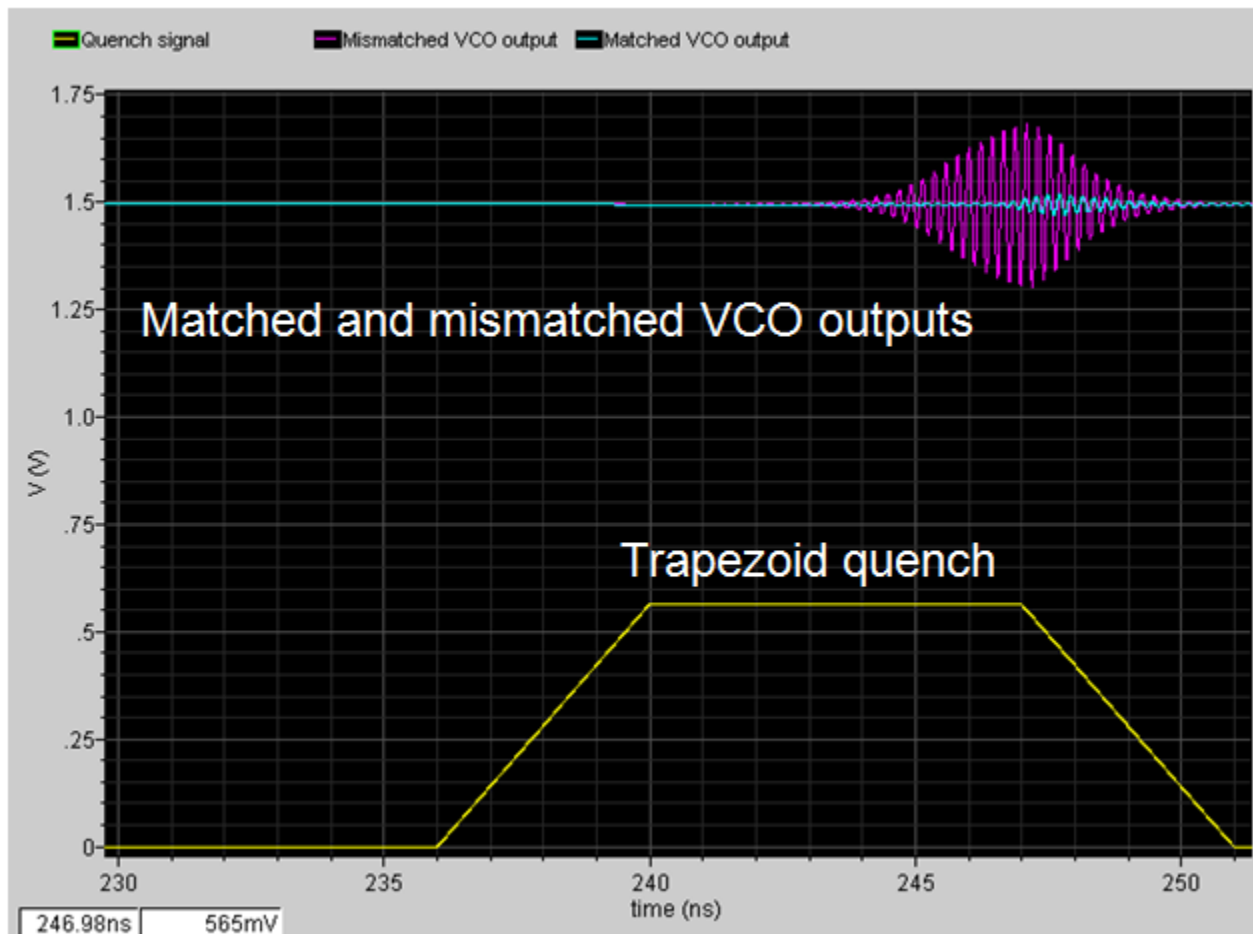 Quench signal Mismatched VCO output Matched VCO output
1.75
1.5
1.25
Matched and mismatched VCO outputs
1.0
V (V)
.75
Trapezoid quench
.5
.25
0
230 235 240 245 250
time (ns)
246.98ns 565mV